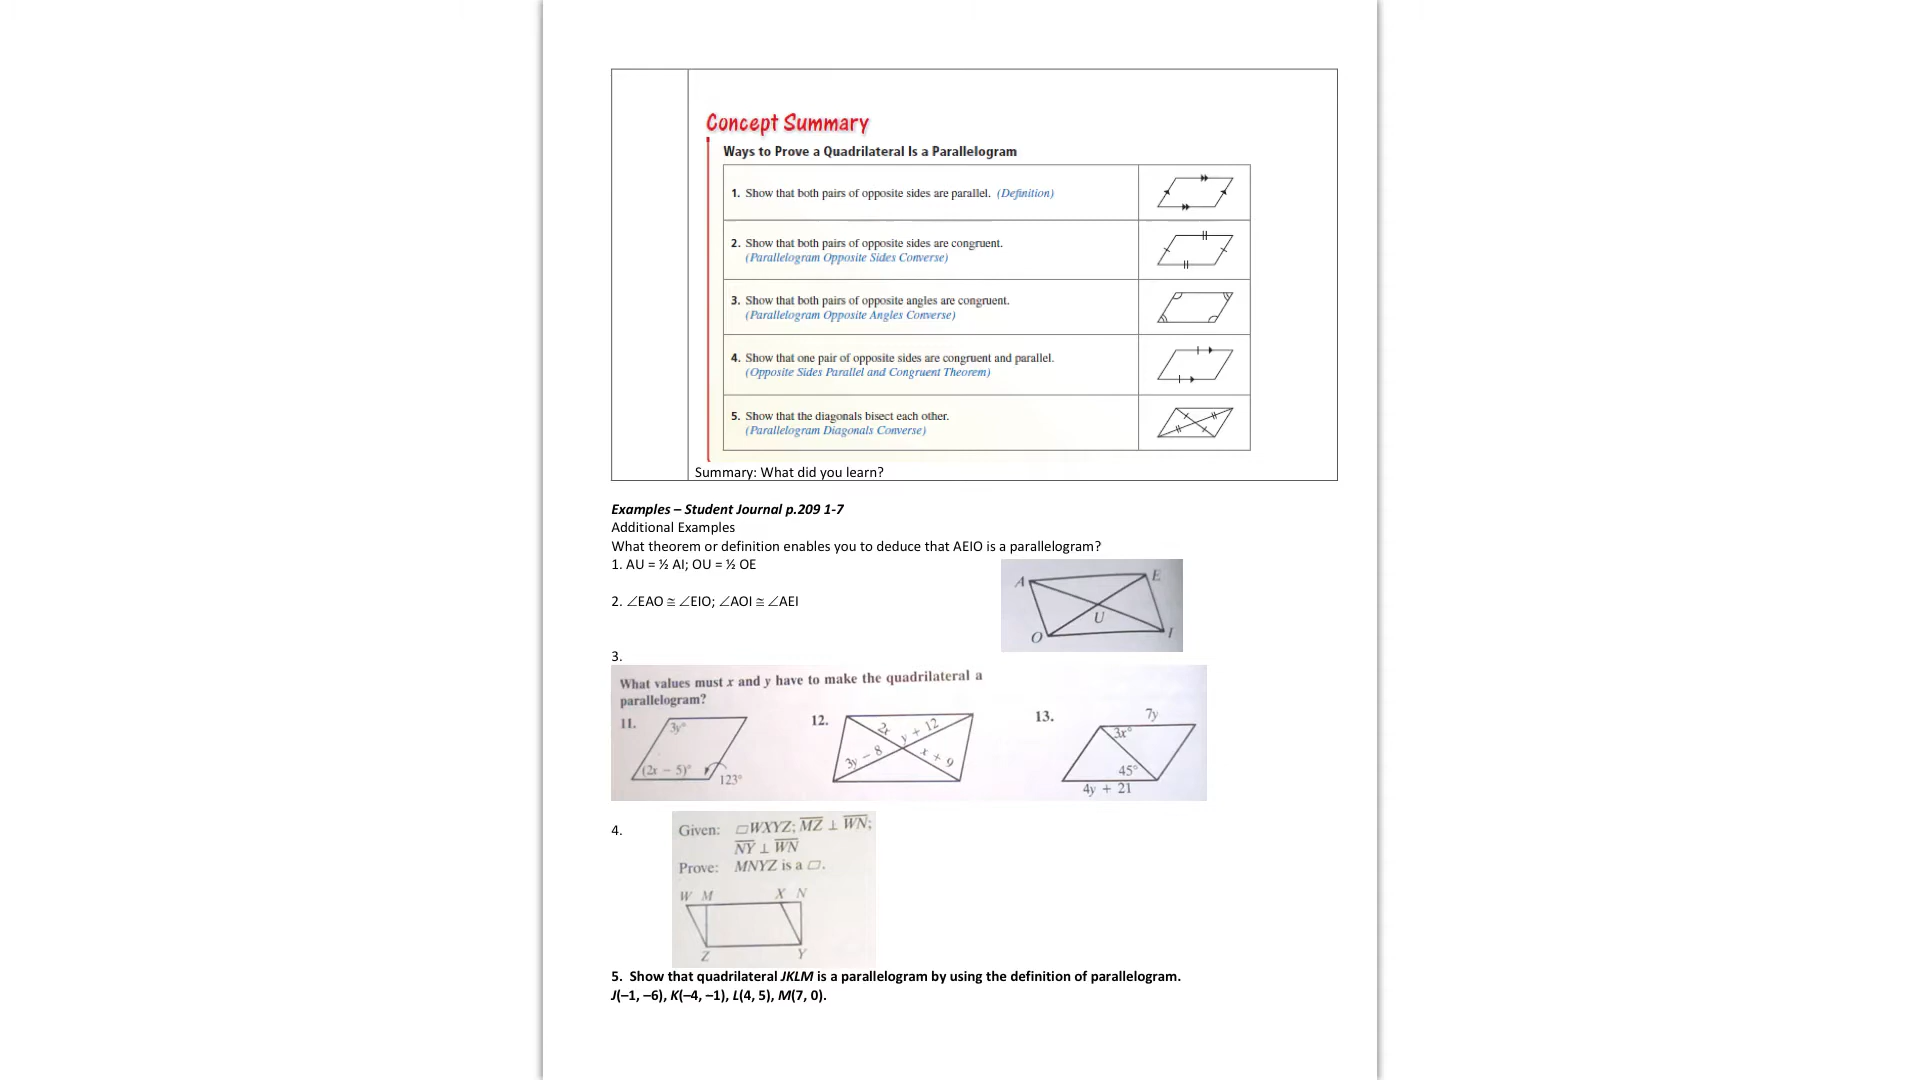 Concept Summary
Ways to Prove a Quadrilateral Is a Parallelogram
1. Show that both pairs of opposite sides are parallel. (Definition)
2. Show that both pairs of opposite sides are congruent.
(Parallelogram Opposite Sides Converse)
3. Show that both pairs of opposite angles are congruent.
(Parallelogram Opposite Angles Converse)
4. Show that one pair of opposite sides are congruent and parallel.
(Opposite Sides Parallel and Congruent Theorem)
5. Show that the diagonals bisect each other.
(Parallelogram Diagonals Converse)
Summary: What did you learn?
Examples – Student Journal p.209 1-7
Additional Examples
What theorem or definition enables you to deduce that AEIO is a parallelogram?
1. AU = ½ AI; OU = ½ OE
2. ∠EAO ≅ ∠EIO; ∠AOI ≅ ∠AEI
A E
U
O I
3.
What values must x and y have to make the quadrilateral a
parallelogram?
11. 3y°
(2x − 5)° 123°
12. 2x y + 12
3y − 8 x + 9
13. 7y
3x°
45°
4y + 21
4. Given: ▱WXYZ; MZ ⊥ WN;
NY ⊥ WN
Prove: MNYZ is a ▱.
W M X N
Z Y
5. Show that quadrilateral JKLM is a parallelogram by using the definition of parallelogram.
J(–1, –6), K(–4, –1), L(4, 5), M(7, 0).